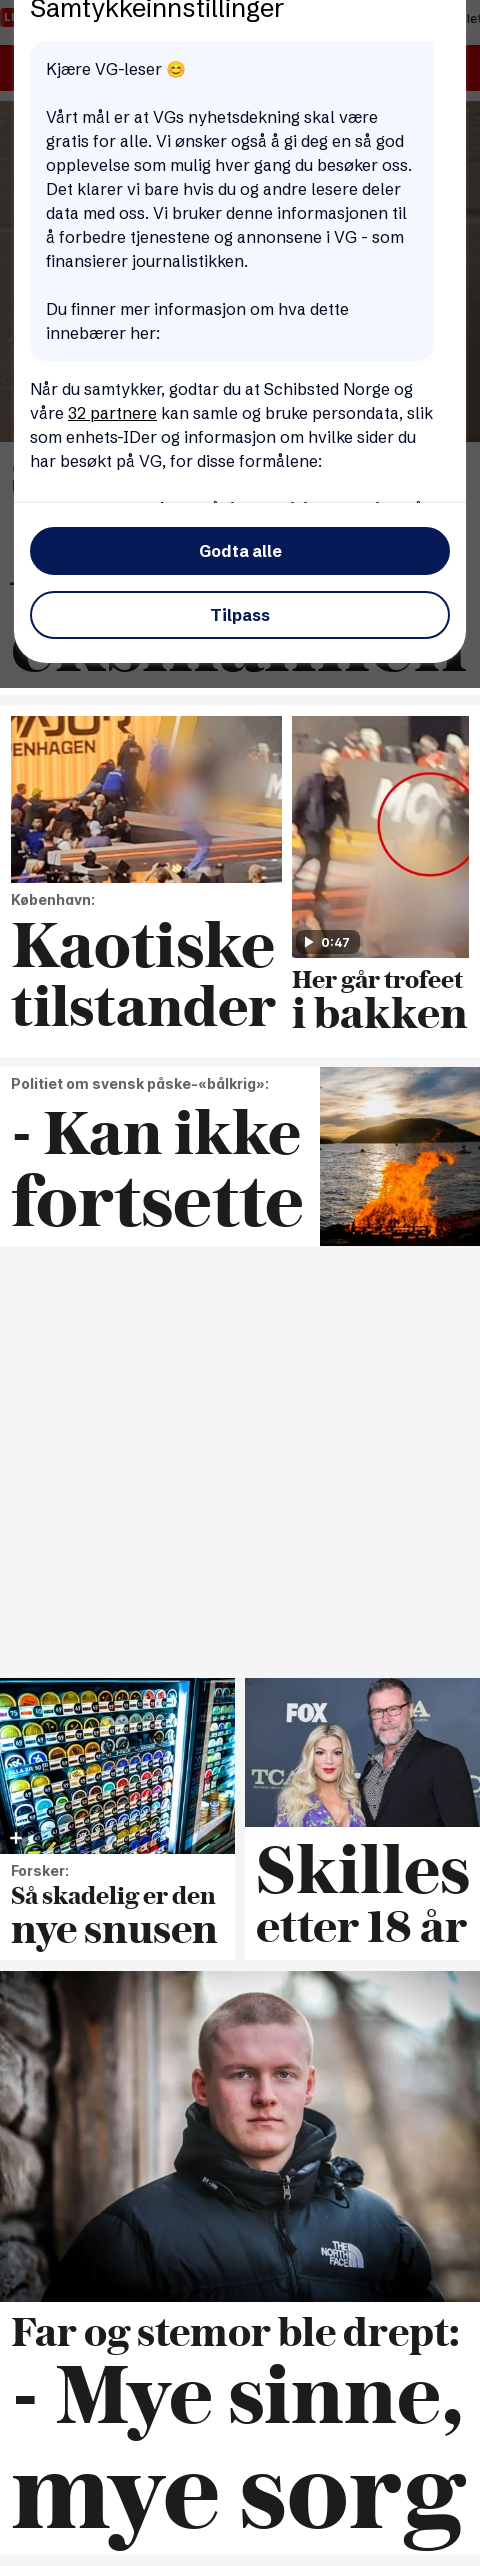 Samtykkeinnstillinger
Kjære VG-leser 😊
Vårt mål er at VGs nyhetsdekning skal være
gratis for alle. Vi ønsker også å gi deg en så god
opplevelse som mulig hver gang du besøker oss.
Det klarer vi bare hvis du og andre lesere deler
data med oss. Vi bruker denne informasjonen til
å forbedre tjenestene og annonsene i VG - som
finansierer journalistikken.
Du finner mer informasjon om hva dette
innebærer her:
Når du samtykker, godtar du at Schibsted Norge og
våre 32 partnere kan samle og bruke persondata, slik
som enhets-IDer og informasjon om hvilke sider du
har besøkt på VG, for disse formålene:
Godta alle
Tilpass
eksmannen
MAJOR
PENHAGEN
København:
Kaotiske
tilstander
0:47
Her går trofeet
i bakken
Politiet om svensk påske-«bålkrig»:
- Kan ikke
fortsette
Forsker:
Så skadelig er den
nye snusen
FOX
TCA
Skilles
etter 18 år
THE
NORTH
FACE
Far og stemor ble drept:
- Mye sinne,
mye sorg